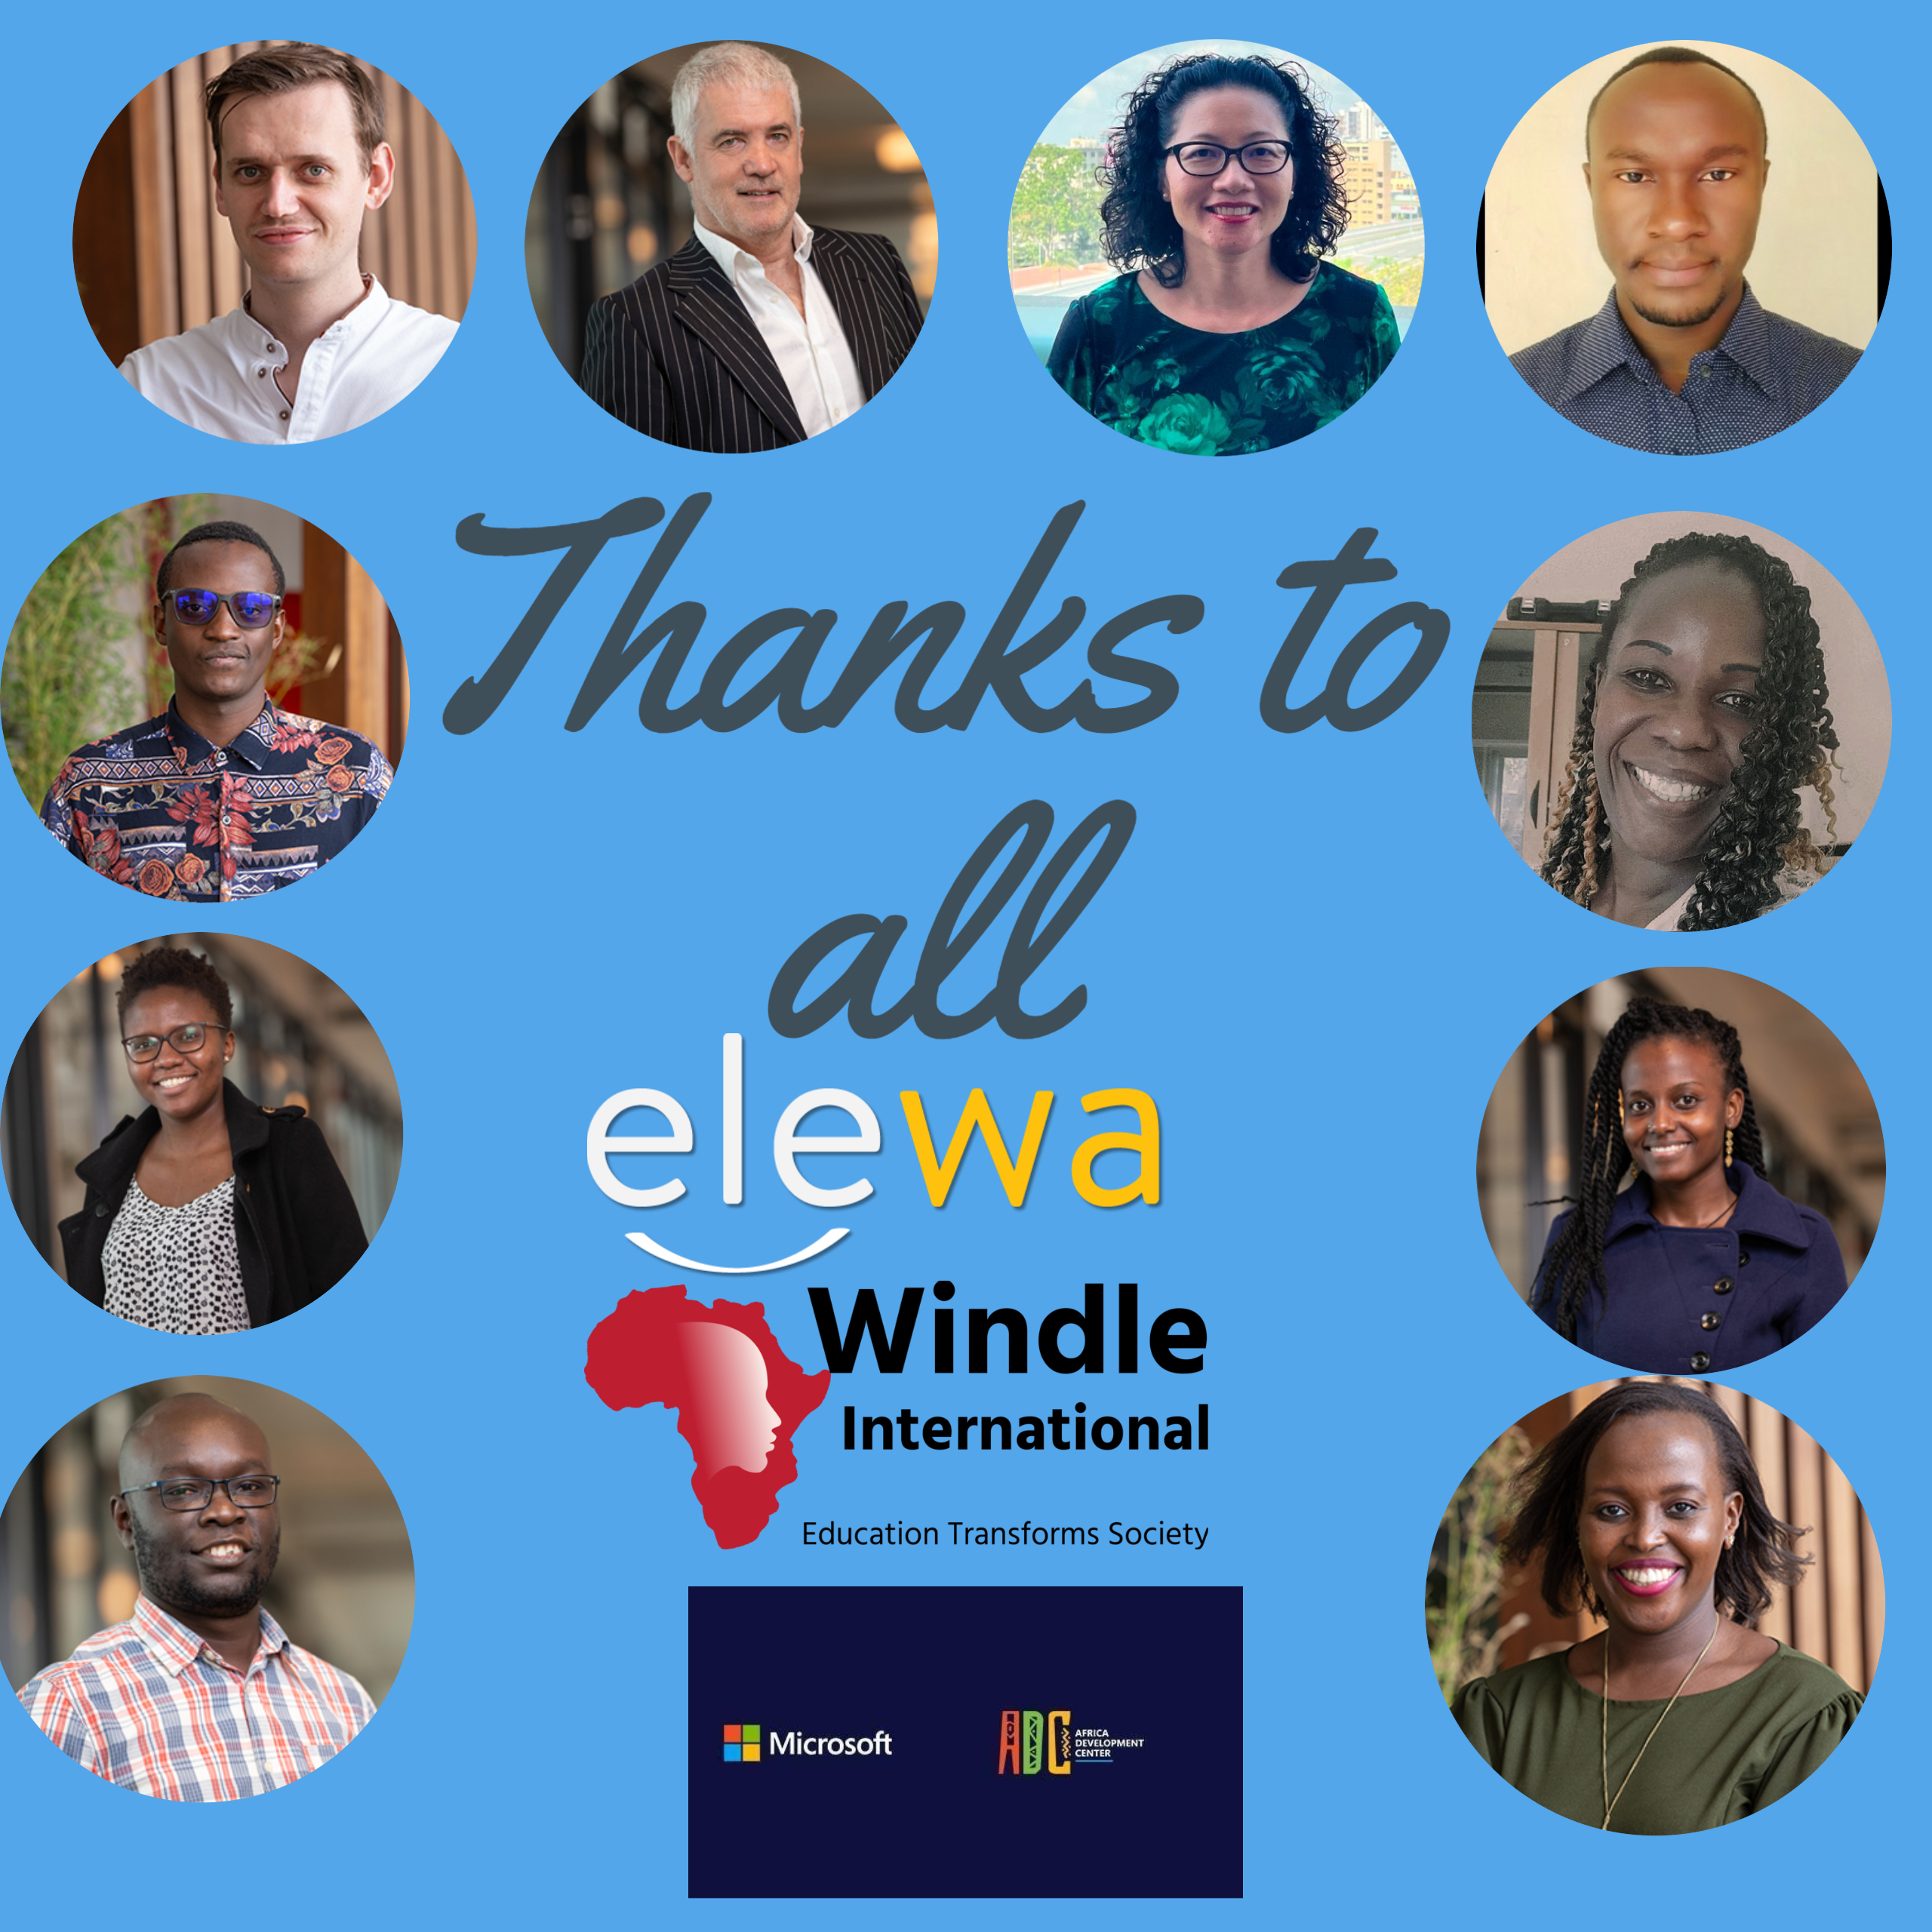 Thanks to
all
elewa
Windle
International
Education Transforms Society
Microsoft
ADC
AFRICA
DEVELOPMENT
CENTER